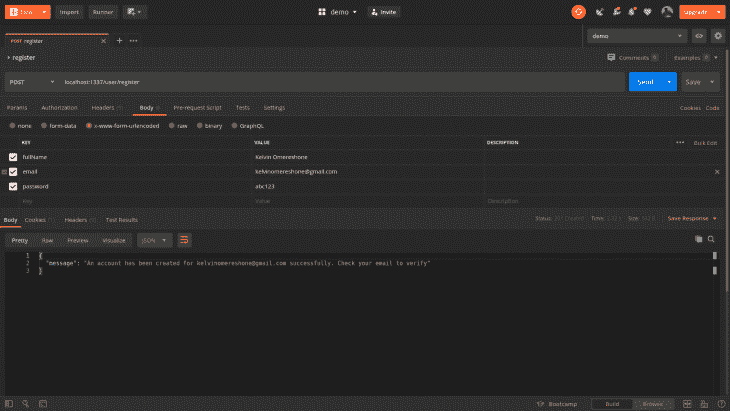 New Import Runner demo Invite Upgrade
POST register demo
register Comments 0 Examples 0
POST localhost:1337/user/register Send Save
Params Authorization Headers Body Pre-request Script Tests Settings Cookies Code
none form-data x-www-form-urlencoded raw binary GraphQL
KEY VALUE DESCRIPTION Bulk Edit
fullName Kelvin Omereshone
email kelvinomereshone@gmail.com
password abc123
Key Value Description
Body Cookies Headers Test Results Status: 201 Created Time: Size: Save Response
Pretty Raw Preview Visualize JSON
1 {
2 "message": "An account has been created for kelvinomereshone@gmail.com successfully. Check your email to verify"
3 }
Bootcamp Build Browse